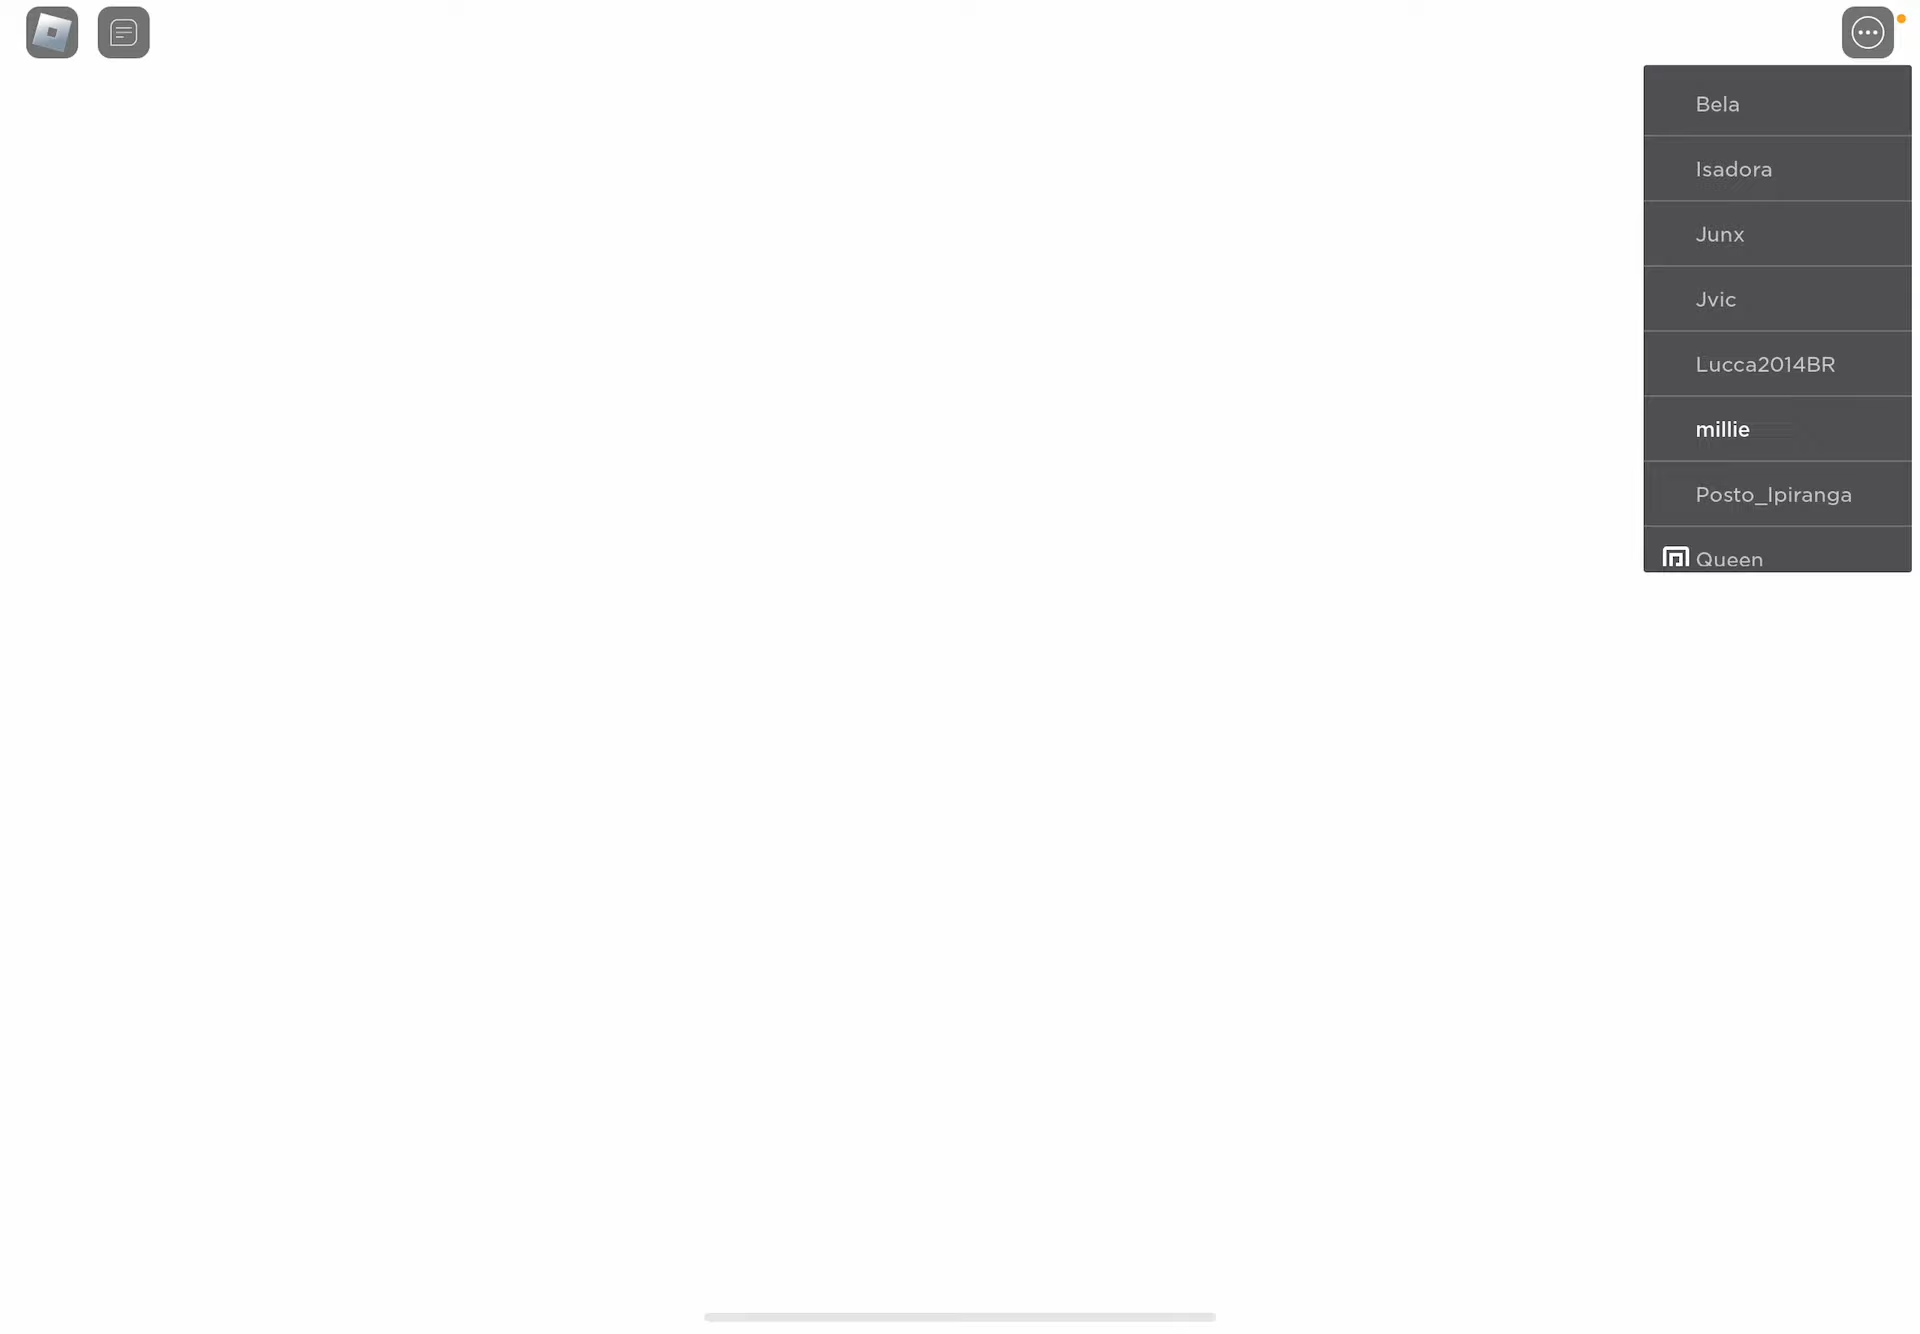 Bela
Isadora
Junx
Jvic
Lucca2014BR
millie
Posto_Ipiranga
Queen